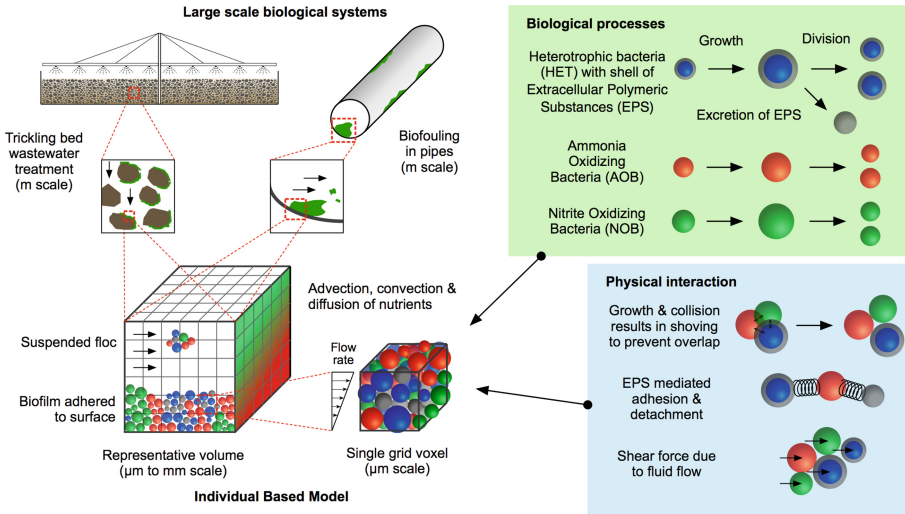 Large scale biological systems
Trickling bed
wastewater
treatment
(m scale)
Biofouling
in pipes
(m scale)
Advection, convection &
diffusion of nutrients
Suspended floc
Biofilm adhered
to surface
Flow
rate
Representative volume
(µm to mm scale)
Single grid voxel
(µm scale)
Individual Based Model
Biological processes
Heterotrophic bacteria
(HET) with shell of
Extracellular Polymeric
Substances (EPS)
Growth
Division
Excretion of EPS
Ammonia
Oxidizing
Bacteria (AOB)
Nitrite Oxidizing
Bacteria (NOB)
Physical interaction
Growth & collision
results in shoving
to prevent overlap
EPS mediated
adhesion &
detachment
Shear force due
to fluid flow